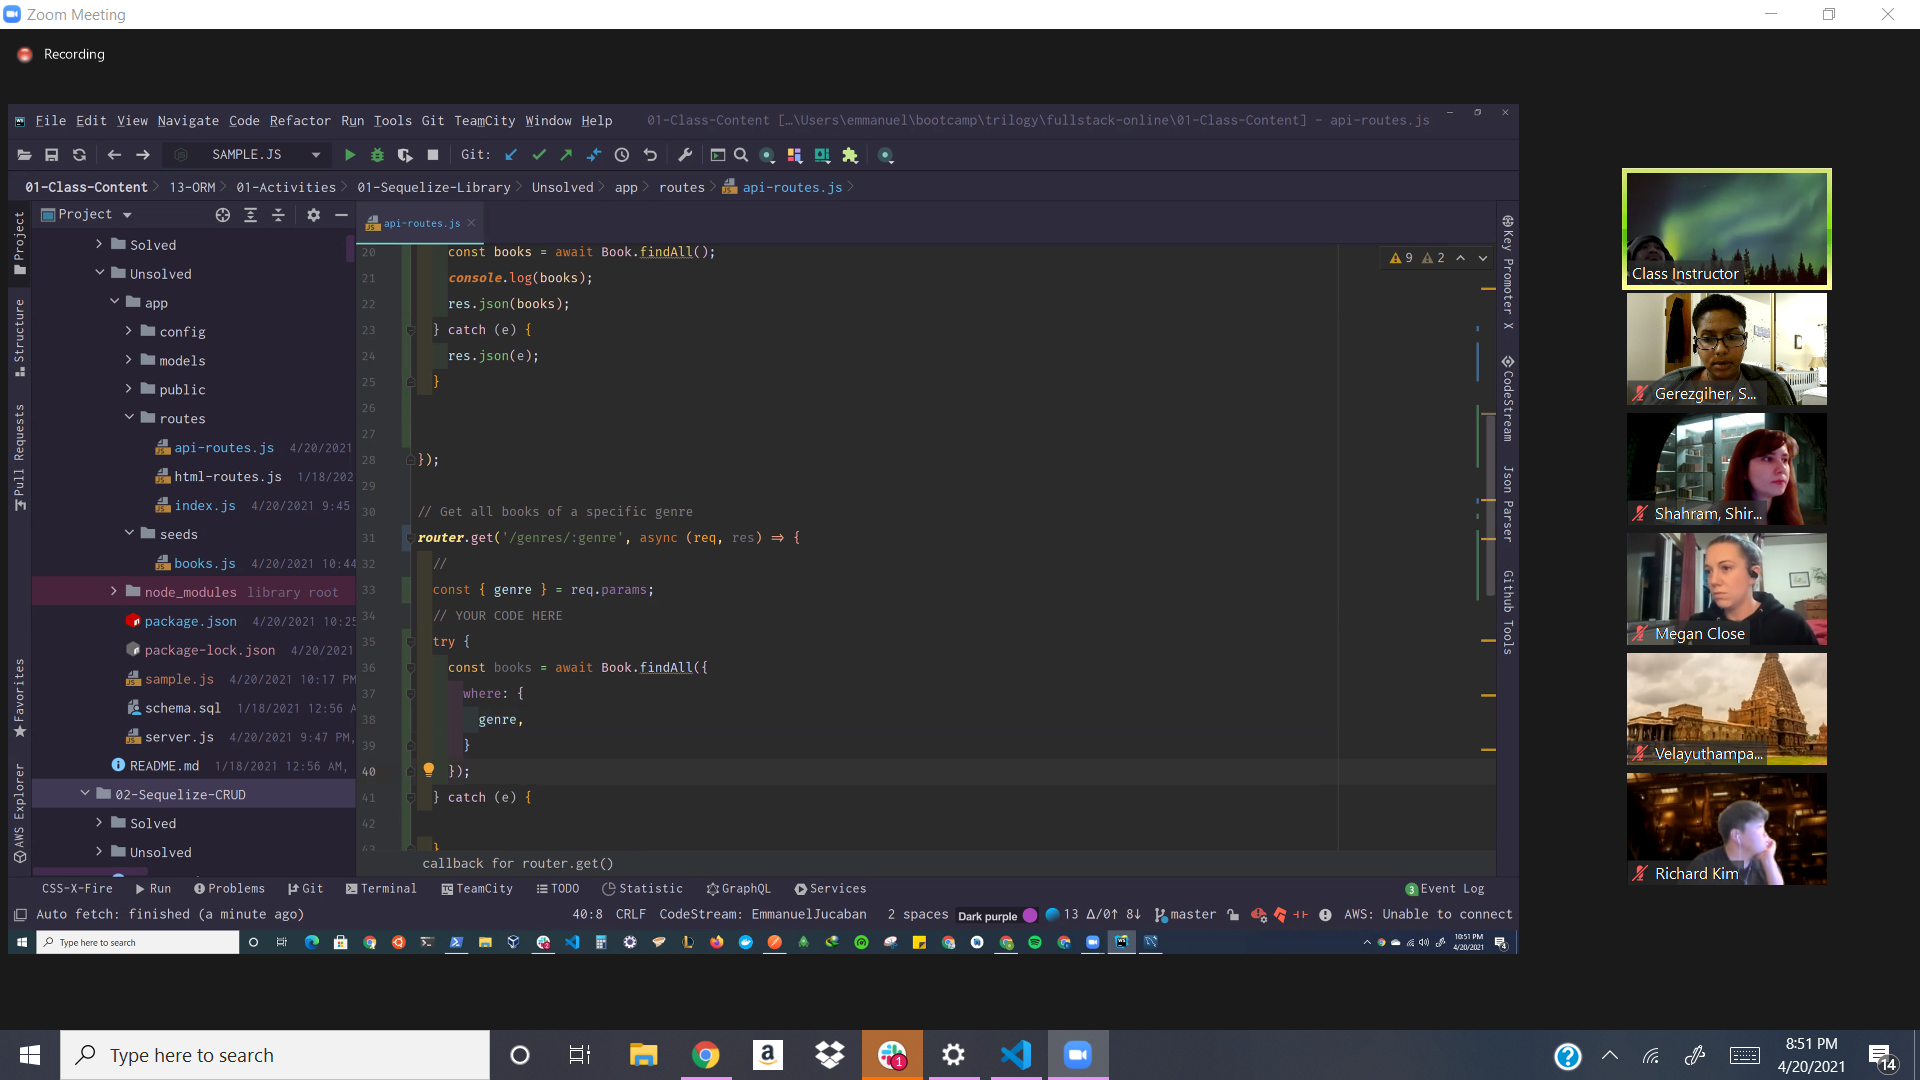 Zoom Meeting
Recording
File Edit View Navigate Code Refactor Run Tools Git TeamCity Window Help 01-Class-Content […\Users\emmanuel\bootcamp\trilogy\fullstack-online\01-Class-Content] - api-routes.js
SAMPLE.JS Git:
01-Class-Content 13-ORM 01-Activities 01-Sequelize-Library Unsolved app routes api-routes.js
Project
api-routes.js
Project
Structure
Pull Requests
Favorites
AWS Explorer
Solved
Unsolved
app
config
models
public
routes
api-routes.js 4/20/2021
html-routes.js 1/18/202
index.js 4/20/2021 9:45
seeds
books.js 4/20/2021 10:44
node_modules library root
package.json 4/20/2021 10:25
package-lock.json 4/20/2021
sample.js 4/20/2021 10:17 PM
schema.sql 1/18/2021 12:56 A
server.js 4/20/2021 9:47 PM,
README.md 1/18/2021 12:56 AM,
02-Sequelize-CRUD
Solved
Unsolved
9 2
20 const books = await Book.findAll();
21 console.log(books);
22 res.json(books);
23 } catch (e) {
24 res.json(e);
25 }
26
27
28 });
29
30 // Get all books of a specific genre
31 router.get('/genres/:genre', async (req, res) => {
32 //
33 const { genre } = req.params;
34 // YOUR CODE HERE
35 try {
36 const books = await Book.findAll({
37 where: {
38 genre,
39 }
40 });
41 } catch (e) {
42
43 }
callback for router.get()
Key Promoter X
CodeStream
Json Parser
Github Tools
CSS-X-Fire Run Problems Git Terminal TeamCity TODO Statistic GraphQL Services 3 Event Log
Auto fetch: finished (a minute ago) 40:8 CRLF CodeStream: EmmanuelJucaban 2 spaces Dark purple 13 Δ/0↑ 8↓ master AWS: Unable to connect
Type here to search
10:51 PM
4/20/2021
Class Instructor
Gerezgiher, S...
Shahram, Shir...
Megan Close
Velayuthampa...
Richard Kim
Type here to search
1
8:51 PM
4/20/2021
14